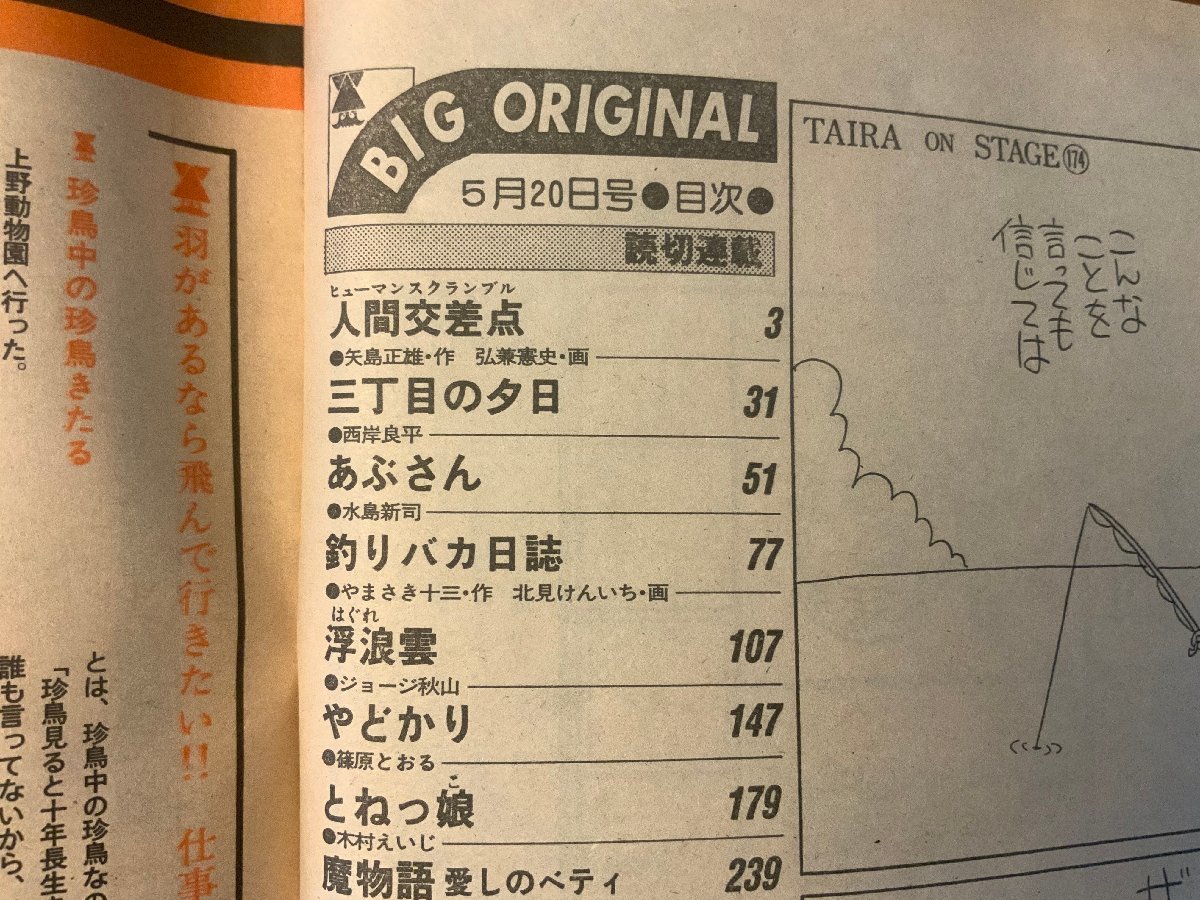 BIG ORIGINAL
5月20日号●目次●
読切連載
ヒューマンスクランブル
人間交差点 3
●矢島正雄・作 弘兼憲史・画
三丁目の夕日 31
●西岸良平
あぶさん 51
●水島新司
釣りバカ日誌 77
●やまさき十三・作 北見けんいち・画
はぐれ
浮浪雲 107
●ジョージ秋山
やどかり 147
●篠原とおる
こ
とねっ娘 179
●木村えいじ
魔物語 愛しのベティ 239
TAIRA ON STAGE174
こんな
ことを
言っても
信じては
ぜ
羽があるなら飛んで行きたい!! 仕事
珍鳥中の珍鳥きたる
上野動物園へ行った。
とは、珍鳥中の珍鳥なの
「珍鳥見ると十年長生
誰も言ってないから、